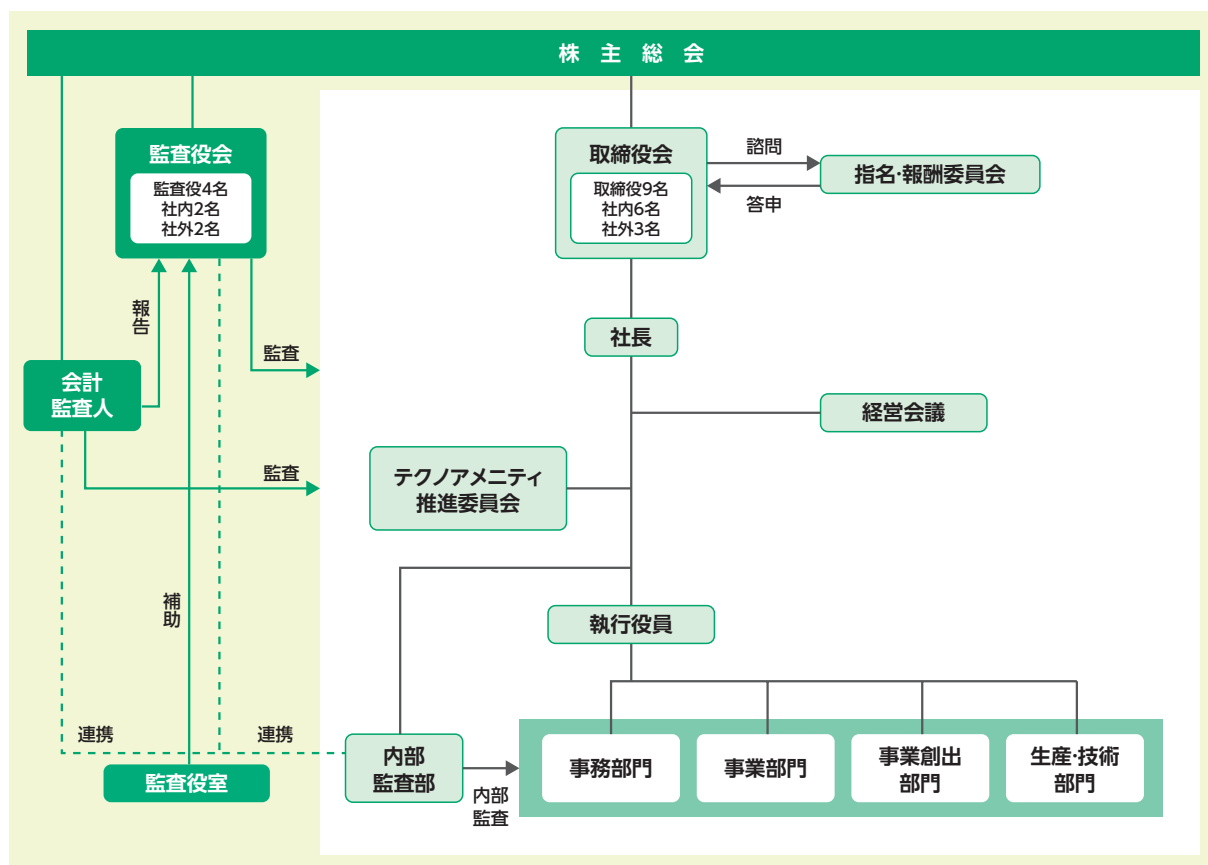 株主総会
監査役会
監査役4名
社内2名
社外2名
取締役会
取締役9名
社内6名
社外3名
諮問
答申
指名・報酬委員会
報告
社長
監査
会計
監査人
経営会議
監査
テクノアメニティ
推進委員会
補助
執行役員
連携
連携
内部
監査部
内部
監査
事務部門
事業部門
事業創出
部門
生産・技術
部門
監査役室